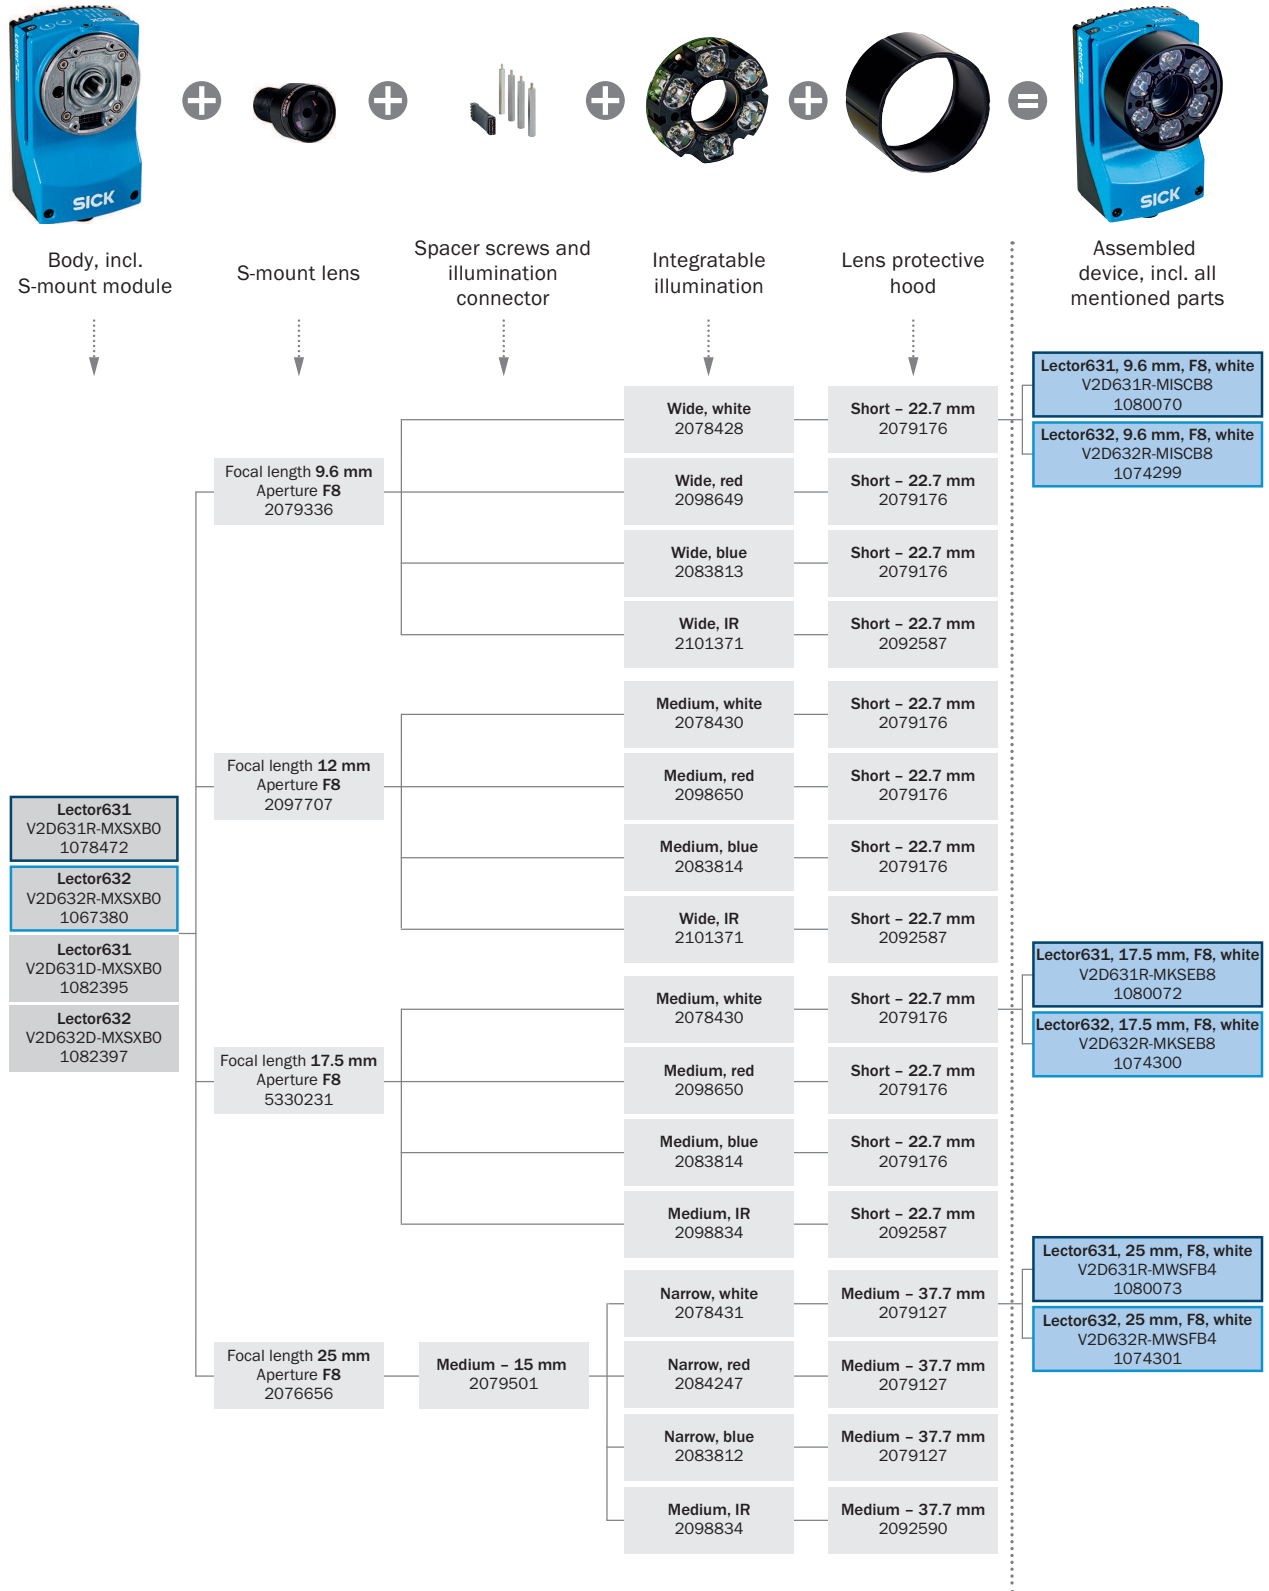 SICK
SICK
Body, incl.
S-mount module
S-mount lens
Spacer screws and
illumination
connector
Integratable
illumination
Lens protective
hood
Assembled
device, incl. all
mentioned parts
Lector631
V2D631R-MXSXB0
1078472
Lector632
V2D632R-MXSXB0
1067380
Lector631
V2D631D-MXSXB0
1082395
Lector632
V2D632D-MXSXB0
1082397
Focal length 9.6 mm
Aperture F8
2079336
Wide, white
2078428
Short – 22.7 mm
2079176
Lector631, 9.6 mm, F8, white
V2D631R-MISCB8
1080070
Lector632, 9.6 mm, F8, white
V2D632R-MISCB8
1074299
Wide, red
2098649
Short – 22.7 mm
2079176
Wide, blue
2083813
Short – 22.7 mm
2079176
Wide, IR
2101371
Short – 22.7 mm
2092587
Focal length 12 mm
Aperture F8
2097707
Medium, white
2078430
Short – 22.7 mm
2079176
Medium, red
2098650
Short – 22.7 mm
2079176
Medium, blue
2083814
Short – 22.7 mm
2079176
Wide, IR
2101371
Short – 22.7 mm
2092587
Focal length 17.5 mm
Aperture F8
5330231
Medium, white
2078430
Short – 22.7 mm
2079176
Lector631, 17.5 mm, F8, white
V2D631R-MKSEB8
1080072
Lector632, 17.5 mm, F8, white
V2D632R-MKSEB8
1074300
Medium, red
2098650
Short – 22.7 mm
2079176
Medium, blue
2083814
Short – 22.7 mm
2079176
Medium, IR
2098834
Short – 22.7 mm
2092587
Focal length 25 mm
Aperture F8
2076656
Medium – 15 mm
2079501
Narrow, white
2078431
Medium – 37.7 mm
2079127
Lector631, 25 mm, F8, white
V2D631R-MWSFB4
1080073
Lector632, 25 mm, F8, white
V2D632R-MWSFB4
1074301
Narrow, red
2084247
Medium – 37.7 mm
2079127
Narrow, blue
2083812
Medium – 37.7 mm
2079127
Medium, IR
2098834
Medium – 37.7 mm
2092590